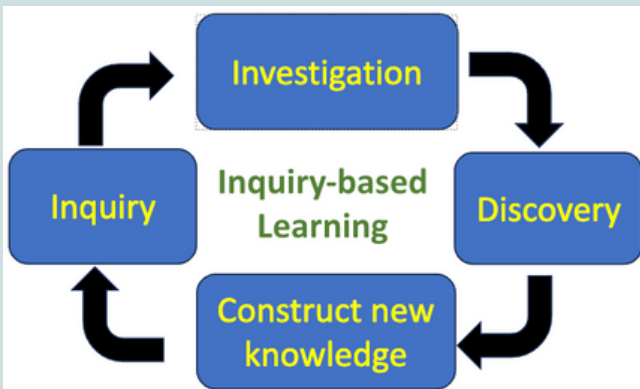 Investigation
Inquiry
Inquiry-based
Learning
Discovery
Construct new
knowledge